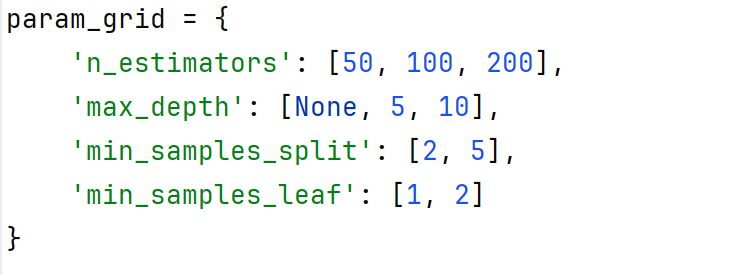 param_grid = {
    'n_estimators': [50, 100, 200],
    'max_depth': [None, 5, 10],
    'min_samples_split': [2, 5],
    'min_samples_leaf': [1, 2]
}